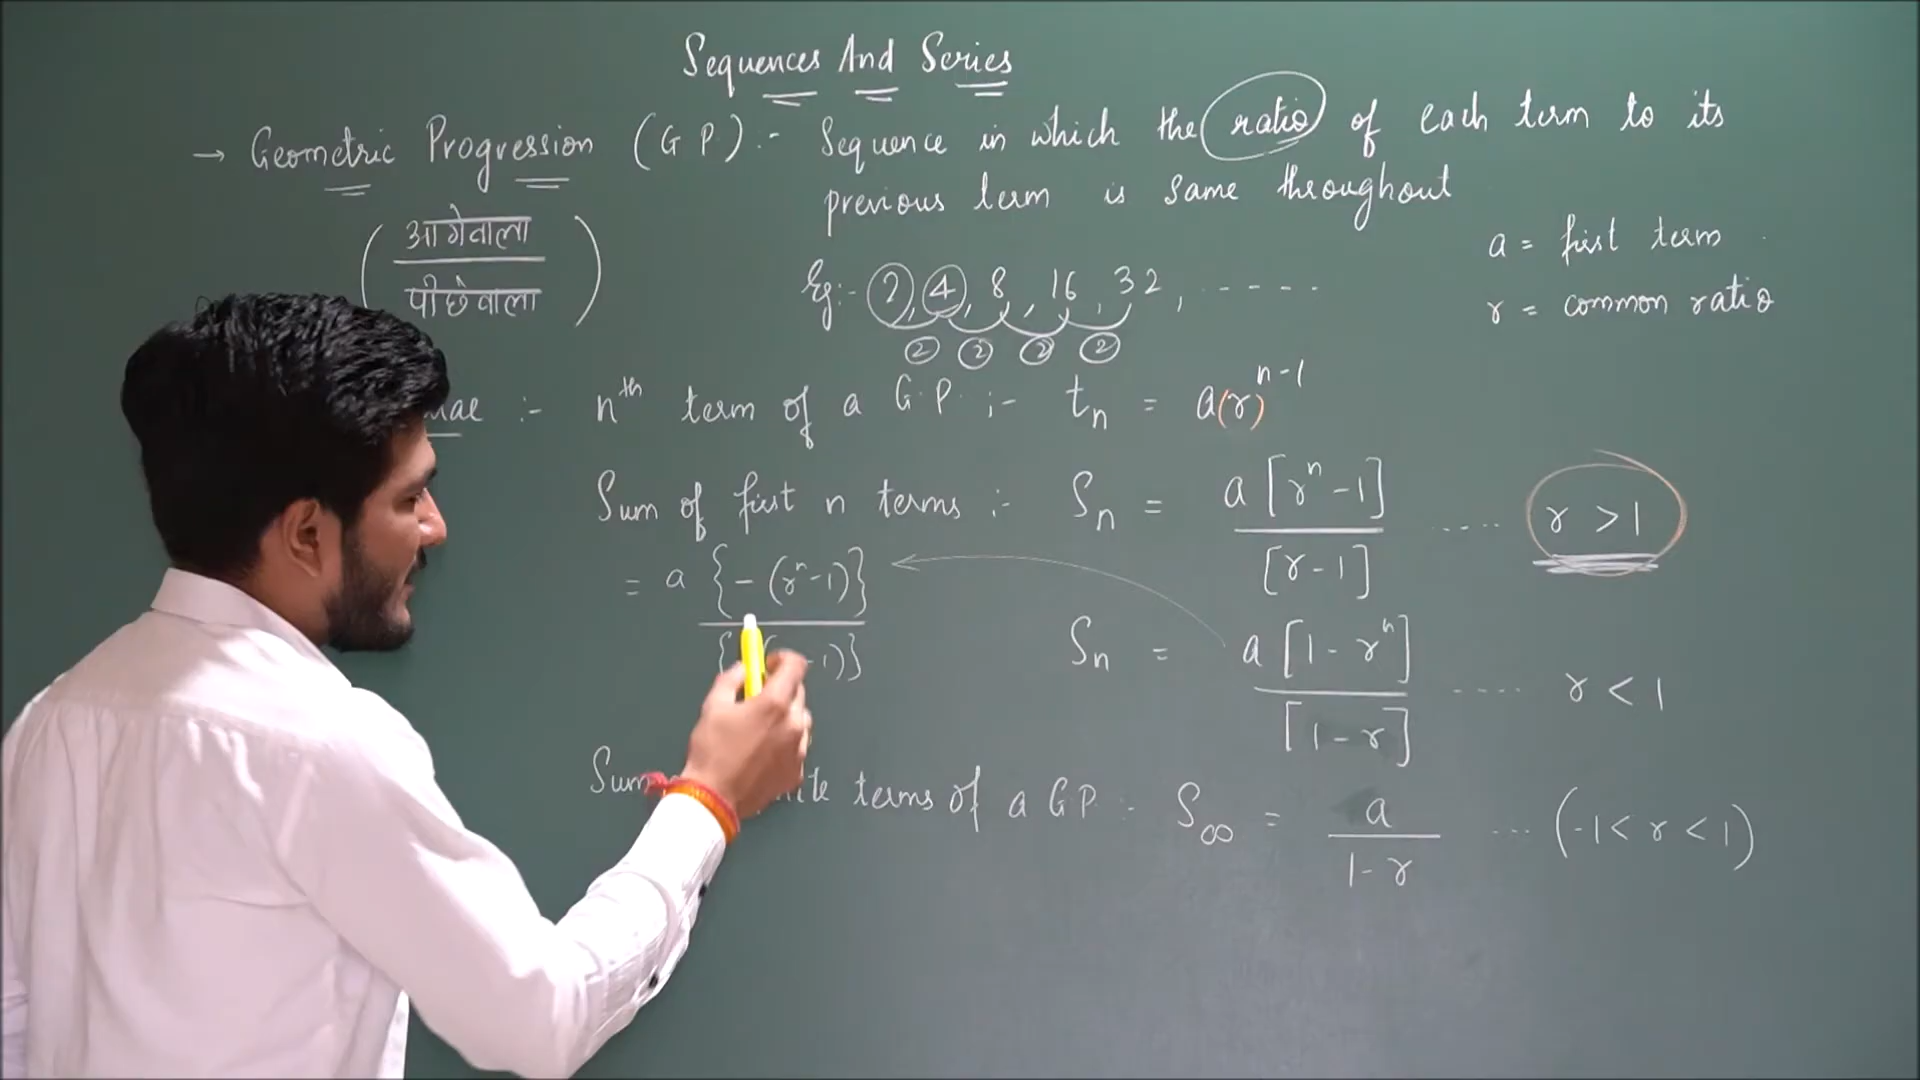 Sequences And Series
→ Geometric Progression (G P) :- Sequence in which the ratio of each term to its
previous term is same throughout
आगेवाला
पीछेवाला
a = first term
r = common ratio
Eg:- 2, 4, 8, 16, 32, -----
2 2 2 2
:- nth term of a G.P. :- tn = a(r)^n-1
Sum of first n terms :- Sn = a [r^n - 1] / [r - 1] ..... r > 1
= a {- (r^n - 1)} / { - 1)}
Sn = a [1 - r^n] / [1 - r] .... r < 1
Sum terms of a G.P. :- S∞ = a / 1 - r ... (-1 < r < 1)